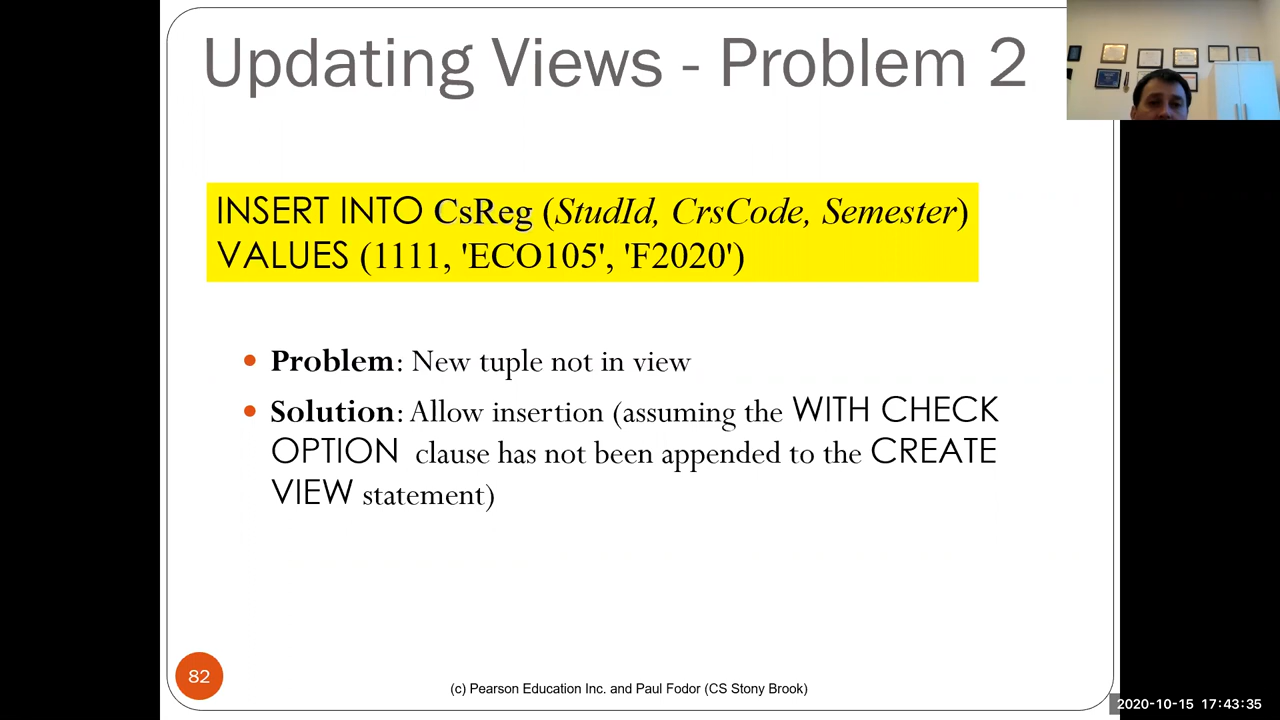 Updating Views - Problem 2
INSERT INTO CsReg (StudId, CrsCode, Semester)
VALUES (1111, 'ECO105', 'F2020')
• Problem: New tuple not in view
• Solution: Allow insertion (assuming the WITH CHECK
OPTION clause has not been appended to the CREATE
VIEW statement)
82
(c) Pearson Education Inc. and Paul Fodor (CS Stony Brook)
2020-10-15 17:43:35